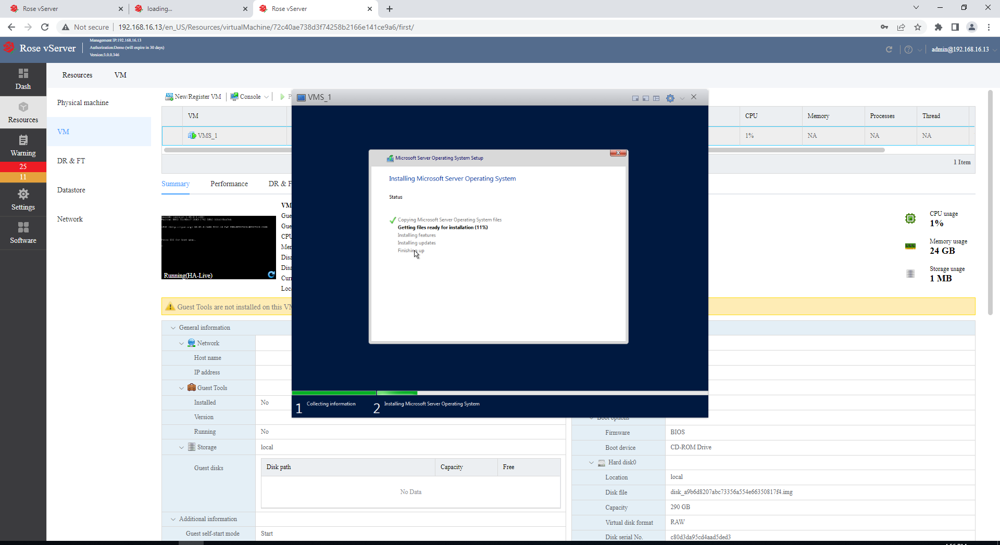 Rose vServer
loading...
Rose vServer
Not secure
192.168.16.13/en_US/Resources/virtualMachine/72c40ae738d3f74258b2166e141ce9a6/first/
Rose vServer
Management IP:192.168.16.13
Authorization:Demo (will expire in 30 days)
Version:3.0.0.346
admin@192.168.16.13
Dash
Resources
Warning
25
11
Settings
Software
Resources
VM
Physical machine
VM
DR & FT
Datastore
Network
New/Register VM
Console
VM
CPU
Memory
Processes
Thread
VMS_1
1%
NA
NA
NA
1 Item
Summary
Performance
DR & F
Running(HA-Live)
VM
Gue
Gue
CPU
Mem
Disa
Disa
Curr
Loca
CPU usage
1%
Memory usage
24 GB
Storage usage
1 MB
Guest Tools are not installed on this VM
VMS_1
Microsoft Server Operating System Setup
Installing Microsoft Server Operating System
Status
Copying Microsoft Server Operating System files
Getting files ready for installation (11%)
Installing features
Installing updates
Finishing up
1 Collecting information
2 Installing Microsoft Server Operating System
General information
Network
Host name
IP address
Guest Tools
Installed
No
Version
Running
No
Storage
local
Guest disks
Disk path
Capacity
Free
No Data
Additional information
Guest self-start mode
Start
Boot options
Firmware
BIOS
Boot device
CD-ROM Drive
Hard disk0
Location
local
Disk file
disk_a9b6d8207abc73356a554e66350817f4.img
Capacity
290 GB
Virtual disk format
RAW
Disk serial No.
c80d3da95cd4aad5ded3